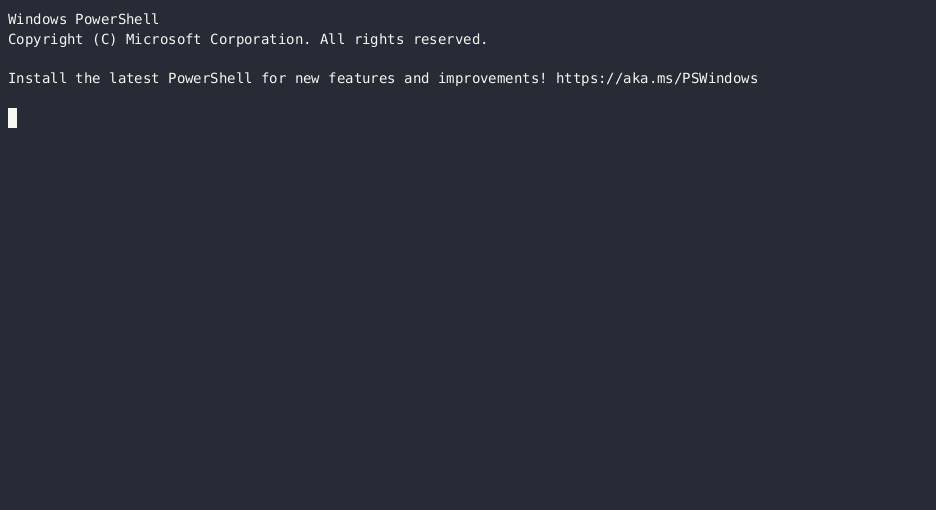 Windows PowerShell
Copyright (C) Microsoft Corporation. All rights reserved.
Install the latest PowerShell for new features and improvements! https://aka.ms/PSWindows